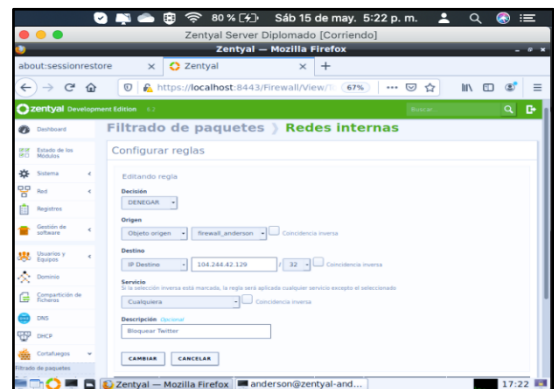 80 % Sáb 15 de may. 5:22 p. m.
Zentyal Server Diplomado [Corriendo]
Zentyal — Mozilla Firefox
about:sessionrestore
Zentyal
https://localhost:8443/Firewall/View/
67%
zentyal Development Edition
Buscar
Dashboard
Estado de los Módulos
Sistema
Red
Registros
Gestión de software
Usuarios y Equipos
Dominio
Compartición de Ficheros
DNS
DHCP
Cortafuegos
Filtrado de paquetes
Filtrado de paquetes Redes internas
Configurar reglas
Editando regla
Decisión
DENEGAR
Origen
Objeto origen firewall_anderson Coincidencia inversa
Destino
IP Destino 104.244.42.129 / 32 Coincidencia inversa
Servicio
Si la selección inversa está marcada, la regla será aplicada cualquier servicio excepto el seleccionado
Cualquiera Coincidencia inversa
Descripción Opcional
Bloquear Twitter
CAMBIAR CANCELAR
Zentyal — Mozilla Firefox anderson@zentyal-and... 17:22